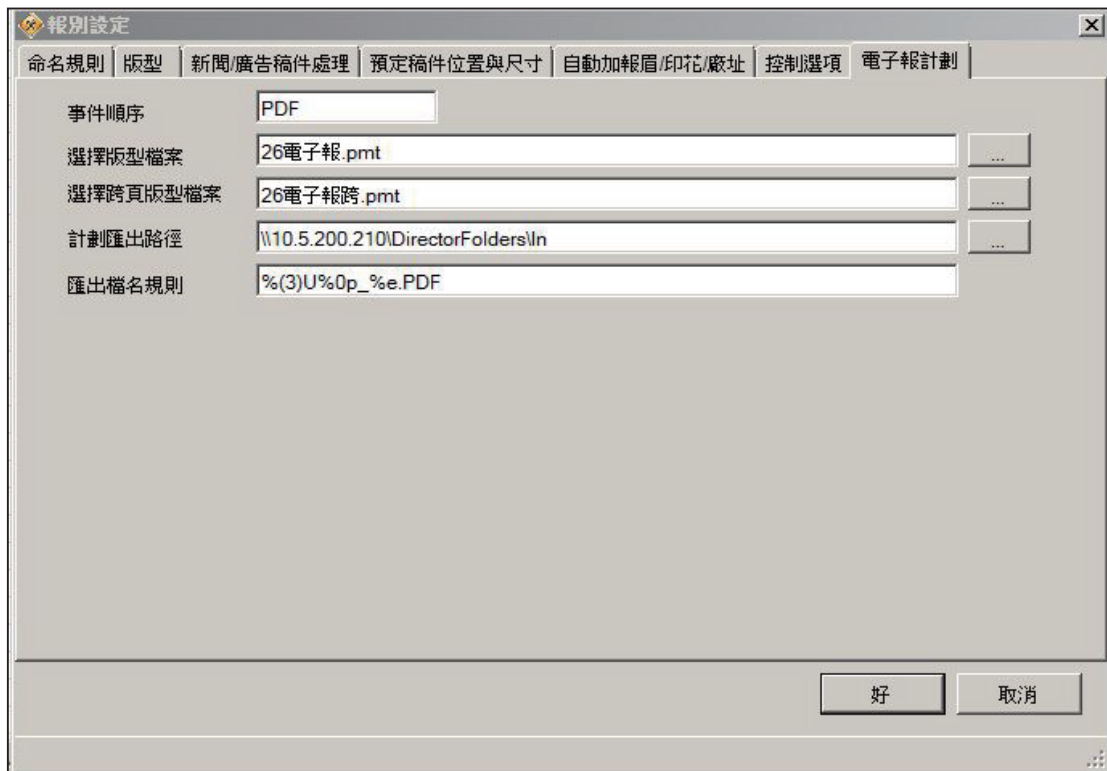 報別設定
命名規則 版型 新聞/廣告稿件處理 預定稿件位置與尺寸 自動加報眉/印花/廠址 控制選項 電子報計劃
事件順序 PDF
選擇版型檔案 26電子報.pmt ...
選擇跨頁版型檔案 26電子報跨.pmt ...
計劃匯出路徑 \\10.5.200.210\DirectorFolders\In ...
匯出檔名規則 %(3)U%0p_%e.PDF
好 取消